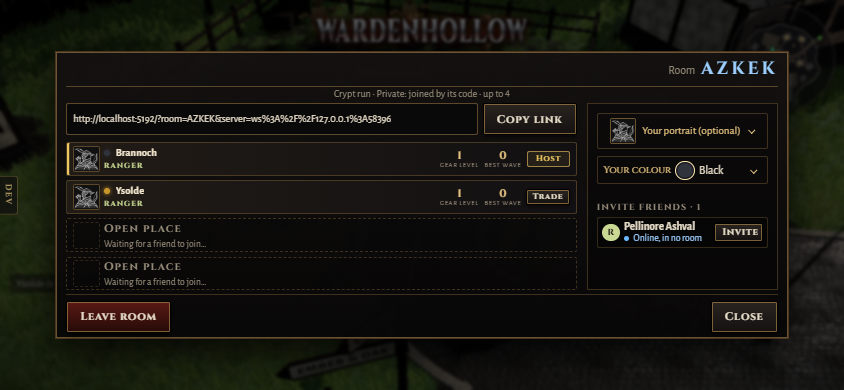 WARDENHOLLOW
Room AZKEK
Crypt run · Private: joined by its code · up to 4
http://localhost:5192/?room=AZKEK&server=ws%3A%2F%2F127.0.0.1%3A58396
COPY LINK
Your portrait (optional)
Brannoch
RANGER
1 GEAR LEVEL
0 BEST WAVE
HOST
YOUR COLOUR Black
Ysolde
RANGER
1 GEAR LEVEL
0 BEST WAVE
TRADE
INVITE FRIENDS · 1
R
Pellinore Ashval
Online, in no room
INVITE
OPEN PLACE
Waiting for a friend to join...
OPEN PLACE
Waiting for a friend to join...
LEAVE ROOM
CLOSE
DEV